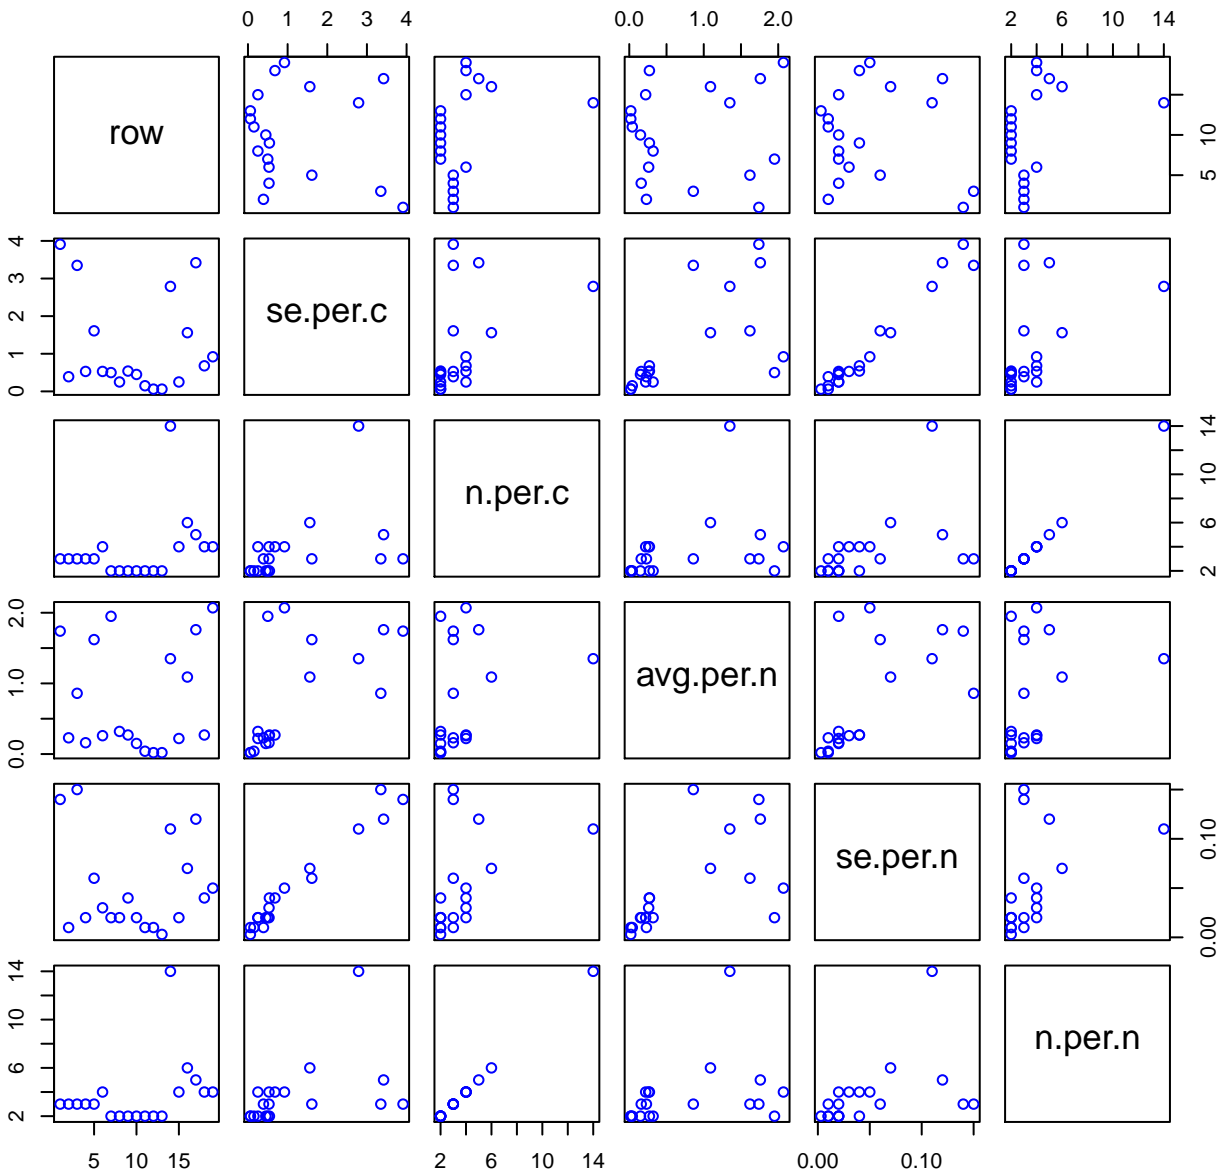 0 1 2 3 4 0.0 1.0 2.0 2 6 10 14
row 5 10
0 1 2 3 4 se.per.c
n.per.c 2 6 10 14
0.0 1.0 2.0 avg.per.n
se.per.n 0.00 0.10
2 6 10 14 n.per.n
5 10 15 2 6 10 14 0.00 0.10